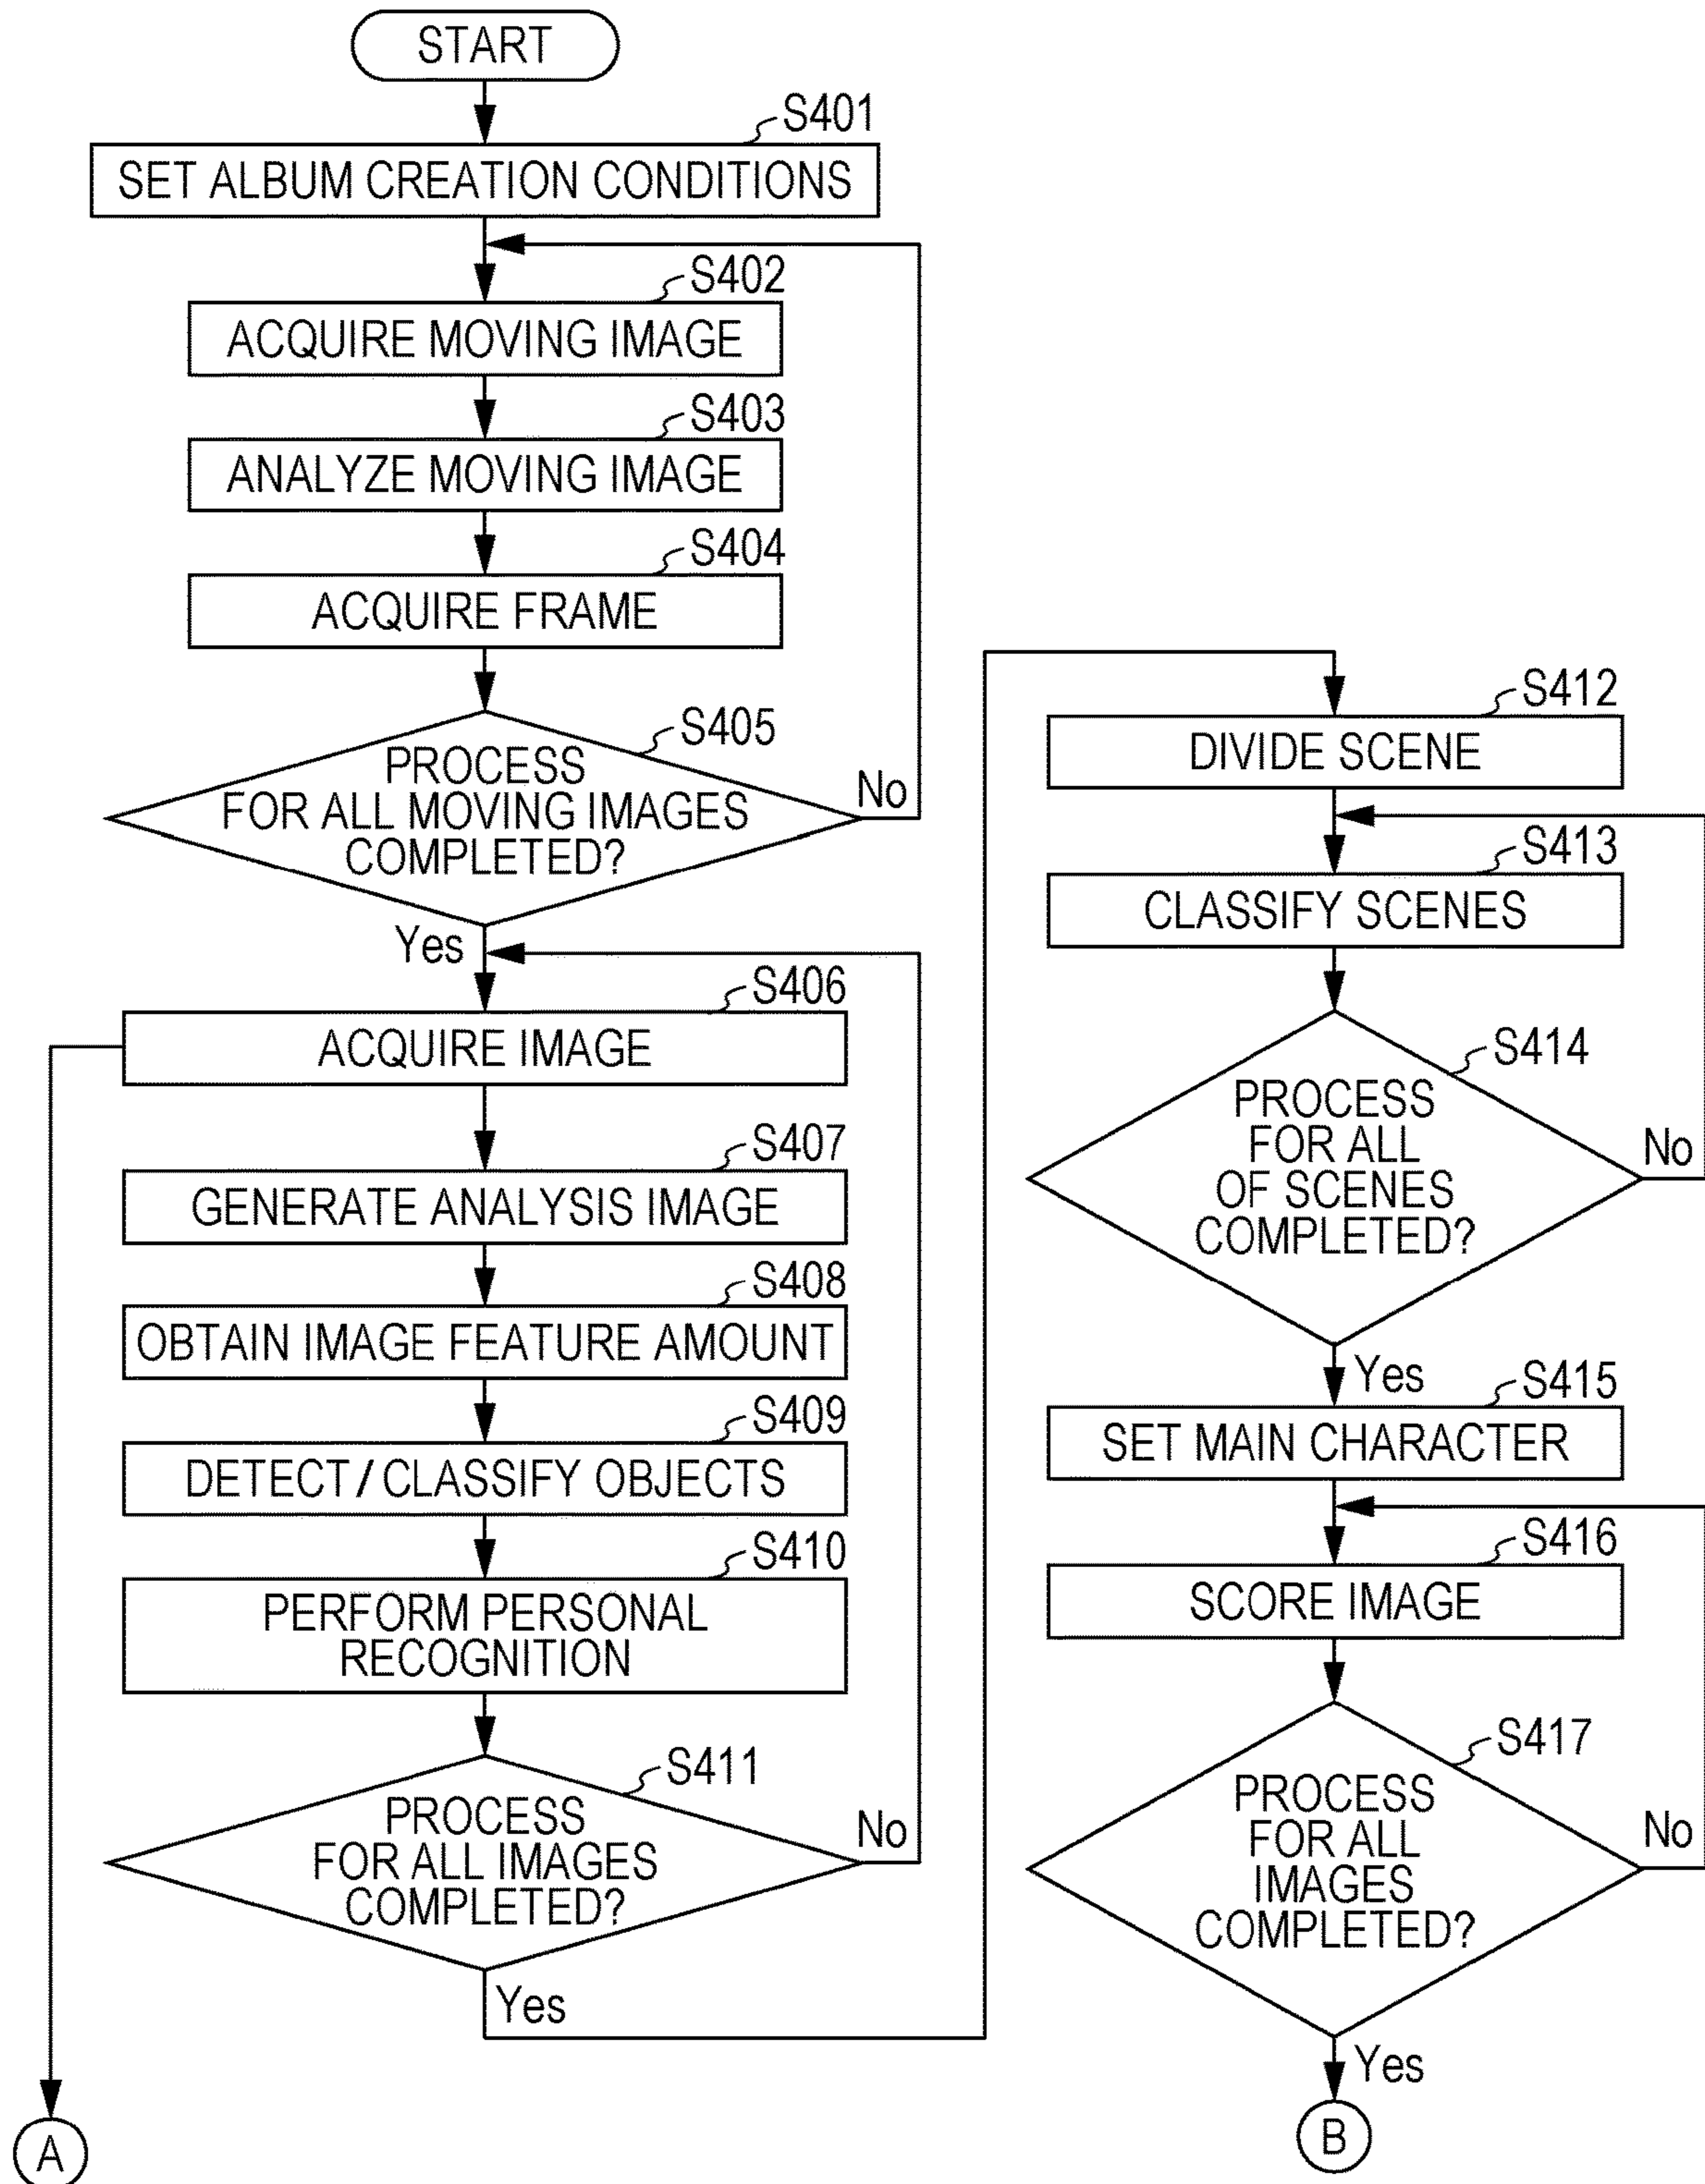 START
S401
SET ALBUM CREATION CONDITIONS
S402
ACQUIRE MOVING IMAGE
S403
ANALYZE MOVING IMAGE
S404
ACQUIRE FRAME
S405
PROCESS
FOR ALL MOVING IMAGES
COMPLETED?
No
Yes
S406
ACQUIRE IMAGE
S407
GENERATE ANALYSIS IMAGE
S408
OBTAIN IMAGE FEATURE AMOUNT
S409
DETECT / CLASSIFY OBJECTS
S410
PERFORM PERSONAL
RECOGNITION
S411
PROCESS
FOR ALL IMAGES
COMPLETED?
No
Yes
A
S412
DIVIDE SCENE
S413
CLASSIFY SCENES
S414
PROCESS
FOR ALL
OF SCENES
COMPLETED?
No
Yes
S415
SET MAIN CHARACTER
S416
SCORE IMAGE
S417
PROCESS
FOR ALL
IMAGES
COMPLETED?
No
Yes
B